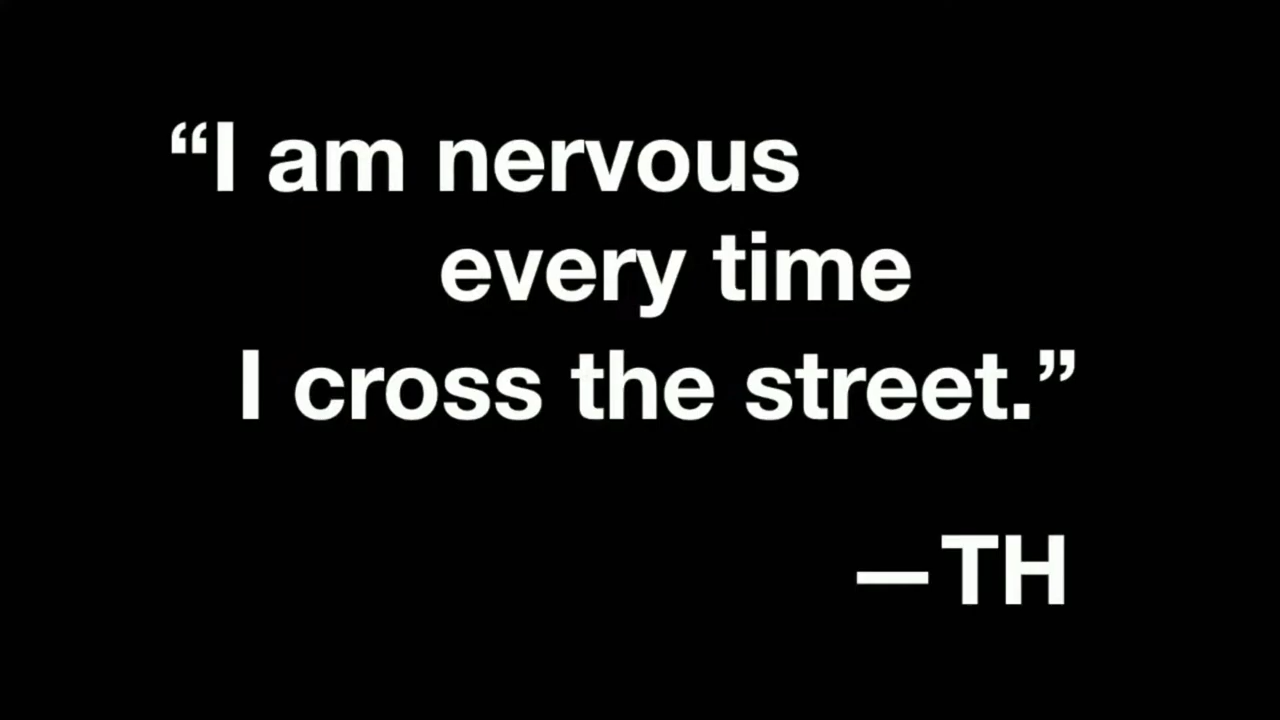 “I am nervous
every time
I cross the street.”
—TH